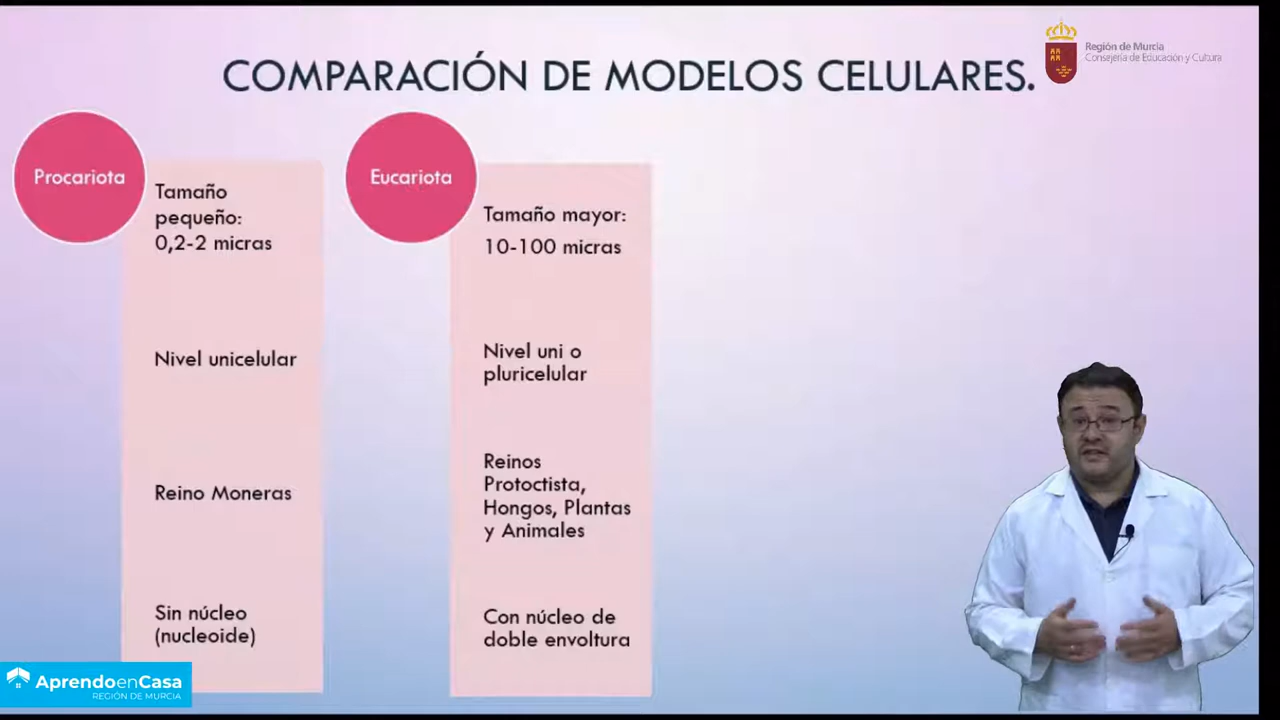 COMPARACIÓN DE MODELOS CELULARES.
Región de Murcia
Consejería de Educación y Cultura
Procariota
Tamaño
pequeño:
0,2-2 micras
Nivel unicelular
Reino Moneras
Sin núcleo
(nucleoide)
Eucariota
Tamaño mayor:
10-100 micras
Nivel uni o
pluricelular
Reinos
Protoctista,
Hongos, Plantas
y Animales
Con núcleo de
doble envoltura
AprendoenCasa
REGIÓN DE MURCIA